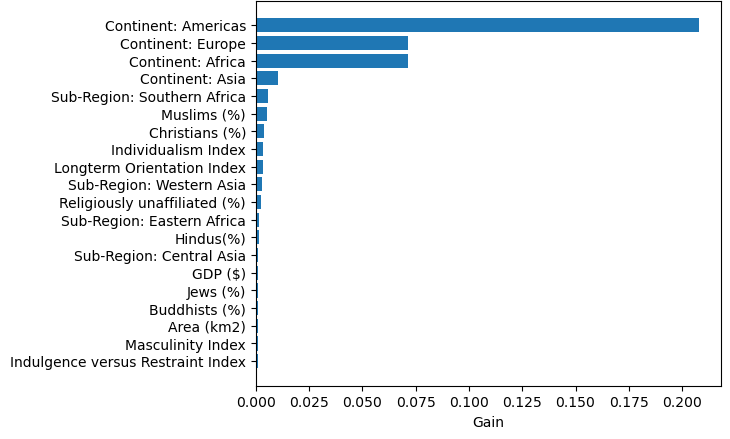 Continent: Americas
Continent: Europe
Continent: Africa
Continent: Asia
Sub-Region: Southern Africa
Muslims (%)
Christians (%)
Individualism Index
Longterm Orientation Index
Sub-Region: Western Asia
Religiously unaffiliated (%)
Sub-Region: Eastern Africa
Hindus(%)
Sub-Region: Central Asia
GDP ($)
Jews (%)
Buddhists (%)
Area (km2)
Masculinity Index
Indulgence versus Restraint Index
0.000 0.025 0.050 0.075 0.100 0.125 0.150 0.175 0.200
Gain